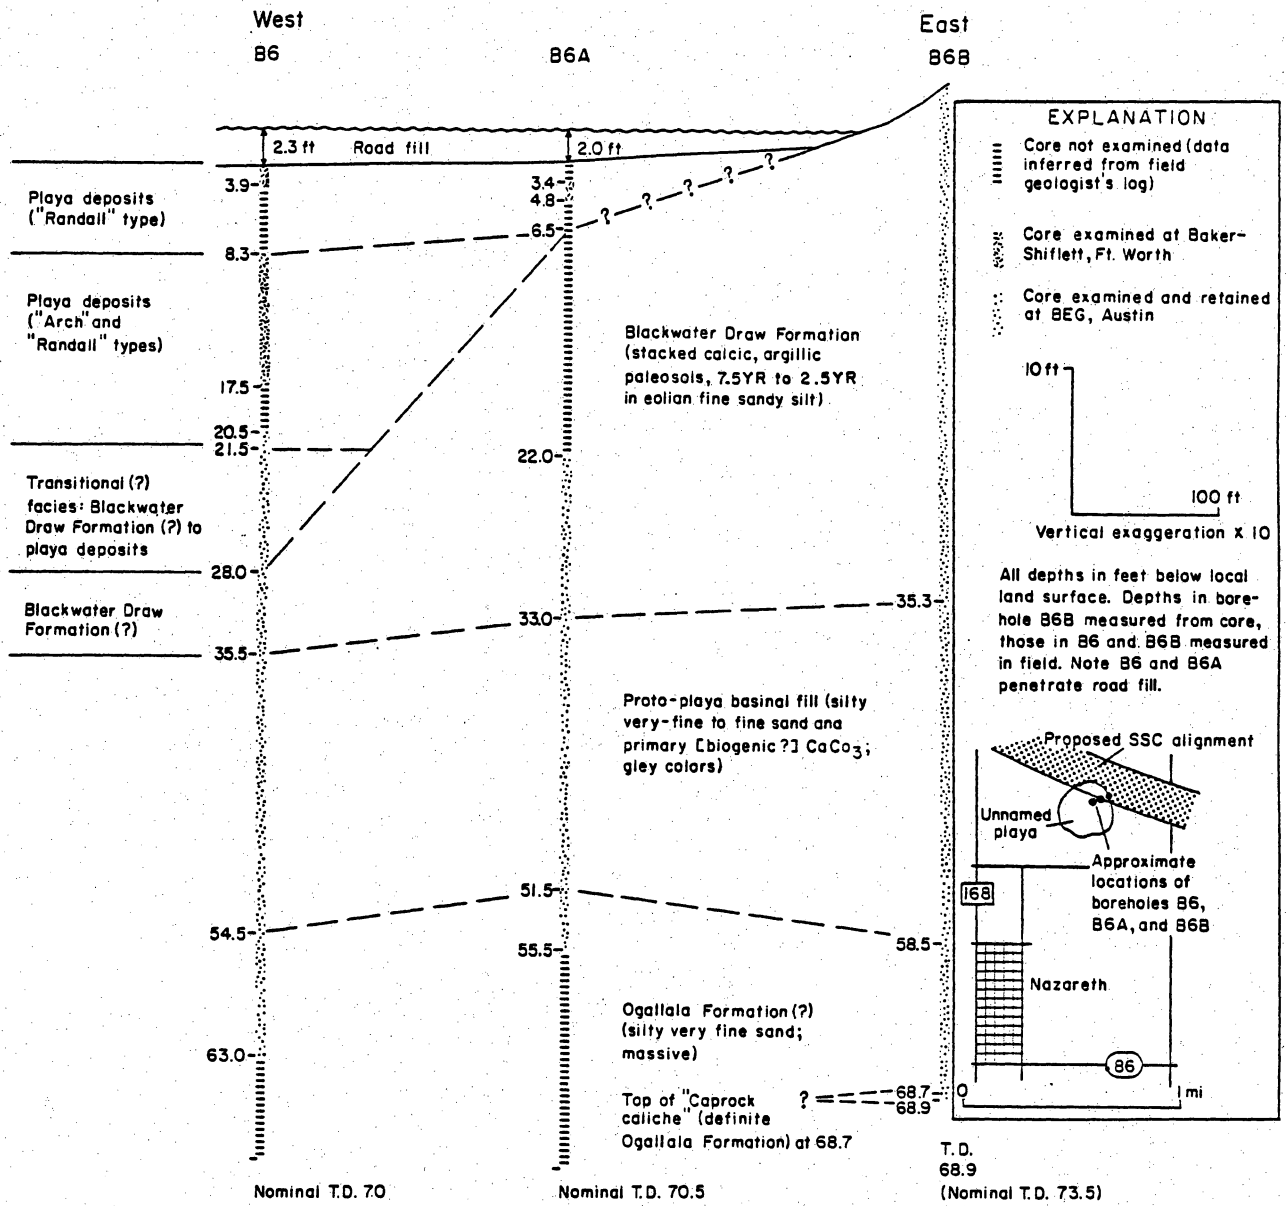 West
B6
B6A
East
B6B
2.3 ft
Road fill
2.0 ft
3.9
8.3
17.5
20.5
21.5
28.0
35.5
54.5
63.0
3.4
4.8
6.5
? ? ? ? ?
22.0
33.0
51.5
55.5
35.3
58.5
68.7
68.9
Playa deposits
("Randall" type)
Playa deposits
("Arch" and
"Randall" types)
Transitional (?)
facies: Blackwater
Draw Formation (?) to
playa deposits
Blackwater Draw
Formation (?)
Blackwater Draw Formation
(stacked calcic, argillic
paleosols, 7.5YR to 2.5YR
in eolian fine sandy silt)
Proto-playa basinal fill (silty
very-fine to fine sand and
primary [biogenic ?] CaCo3;
gley colors)
Ogallala Formation (?)
(silty very fine sand;
massive)
Top of "Caprock
caliche" (definite
Ogallala Formation) at 68.7
?
Nominal T.D. 70
Nominal T.D. 70.5
T.D.
68.9
(Nominal T.D. 73.5)
EXPLANATION
Core not examined (data
inferred from field
geologist's log)
Core examined at Baker-
Shiflett, Ft. Worth
Core examined and retained
at BEG, Austin
10 ft
100 ft
Vertical exaggeration X 10
All depths in feet below local
land surface. Depths in bore-
hole B6B measured from core,
those in B6 and B6B measured
in field. Note B6 and B6A
penetrate road fill.
Proposed SSC alignment
Unnamed
playa
Approximate
locations of
boreholes B6,
B6A, and B6B
168
Nazareth
86
0
1 mi